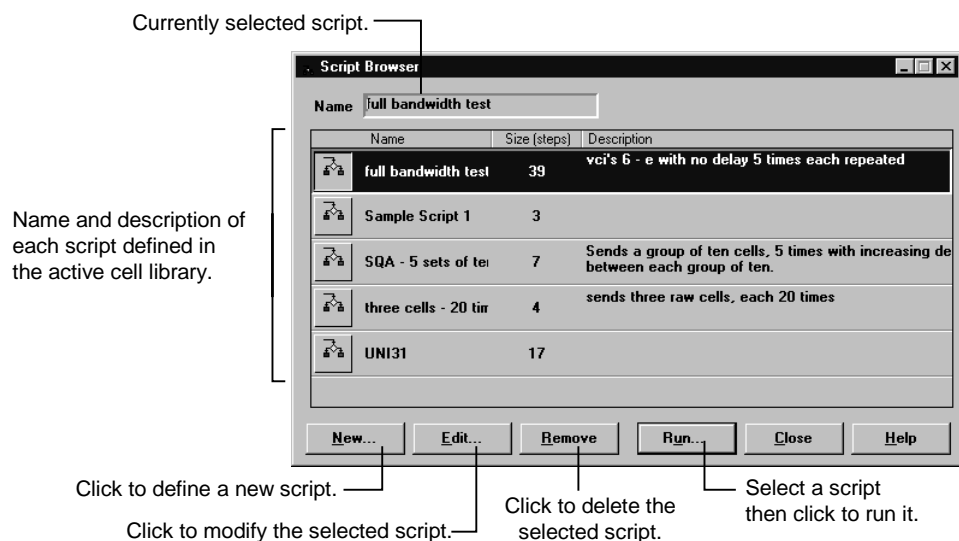 Currently selected script.
Script Browser
Name full bandwidth test
Name Size (steps) Description
full bandwidth test 39 vci's 6 - e with no delay 5 times each repeated
Sample Script 1 3
Name and description of
each script defined in
the active cell library.
SQA - 5 sets of ter 7 Sends a group of ten cells, 5 times with increasing de
between each group of ten.
three cells - 20 tim 4 sends three raw cells, each 20 times
UNI31 17
New... Edit... Remove Run... Close Help
Click to define a new script.
Click to modify the selected script.
Click to delete the
selected script.
Select a script
then click to run it.